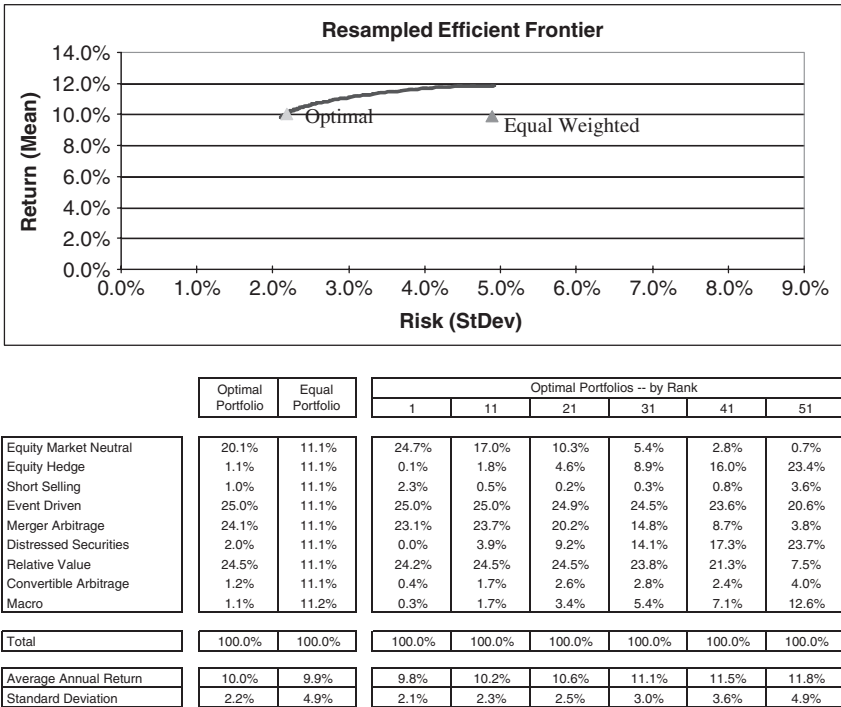 Resampled Efficient Frontier
14.0%
12.0%
10.0%
8.0%
6.0%
4.0%
2.0%
0.0%
Return (Mean)
Optimal
Equal Weighted
0.0% 1.0% 2.0% 3.0% 4.0% 5.0% 6.0% 7.0% 8.0% 9.0%
Risk (StDev)
Optimal Portfolio Equal Portfolio Optimal Portfolios -- by Rank
1 11 21 31 41 51
Equity Market Neutral 20.1% 11.1% 24.7% 17.0% 10.3% 5.4% 2.8% 0.7%
Equity Hedge 1.1% 11.1% 0.1% 1.8% 4.6% 8.9% 16.0% 23.4%
Short Selling 1.0% 11.1% 2.3% 0.5% 0.2% 0.3% 0.8% 3.6%
Event Driven 25.0% 11.1% 25.0% 25.0% 24.9% 24.5% 23.6% 20.6%
Merger Arbitrage 24.1% 11.1% 23.1% 23.7% 20.2% 14.8% 8.7% 3.8%
Distressed Securities 2.0% 11.1% 0.0% 3.9% 9.2% 14.1% 17.3% 23.7%
Relative Value 24.5% 11.1% 24.2% 24.5% 24.5% 23.8% 21.3% 7.5%
Convertible Arbitrage 1.2% 11.1% 0.4% 1.7% 2.6% 2.8% 2.4% 4.0%
Macro 1.1% 11.2% 0.3% 1.7% 3.4% 5.4% 7.1% 12.6%
Total 100.0% 100.0% 100.0% 100.0% 100.0% 100.0% 100.0% 100.0%
Average Annual Return 10.0% 9.9% 9.8% 10.2% 10.6% 11.1% 11.5% 11.8%
Standard Deviation 2.2% 4.9% 2.1% 2.3% 2.5% 3.0% 3.6% 4.9%